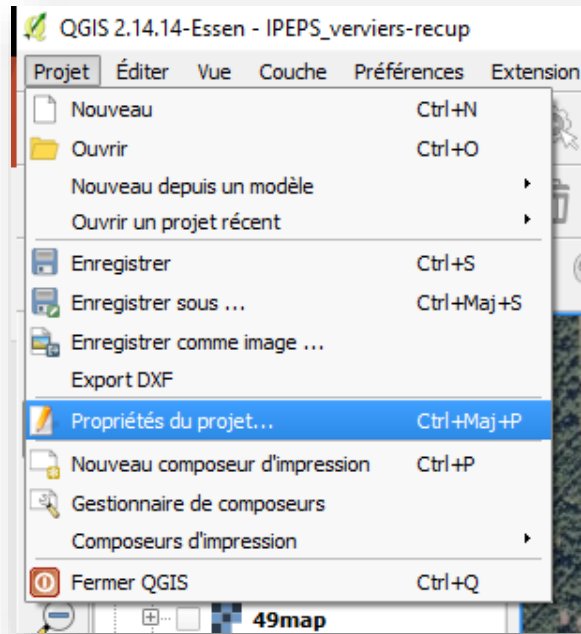 QGIS 2.14.14-Essen - IPEPS_verviers-recup
Projet Éditer Vue Couche Préférences Extension
Nouveau Ctrl+N
Ouvrir Ctrl+O
Nouveau depuis un modèle
Ouvrir un projet récent
Enregistrer Ctrl+S
Enregistrer sous ... Ctrl+Maj+S
Enregistrer comme image ...
Export DXF
Propriétés du projet... Ctrl+Maj+P
Nouveau composeur d'impression Ctrl+P
Gestionnaire de composeurs
Composeurs d'impression
Fermer QGIS Ctrl+Q
49map